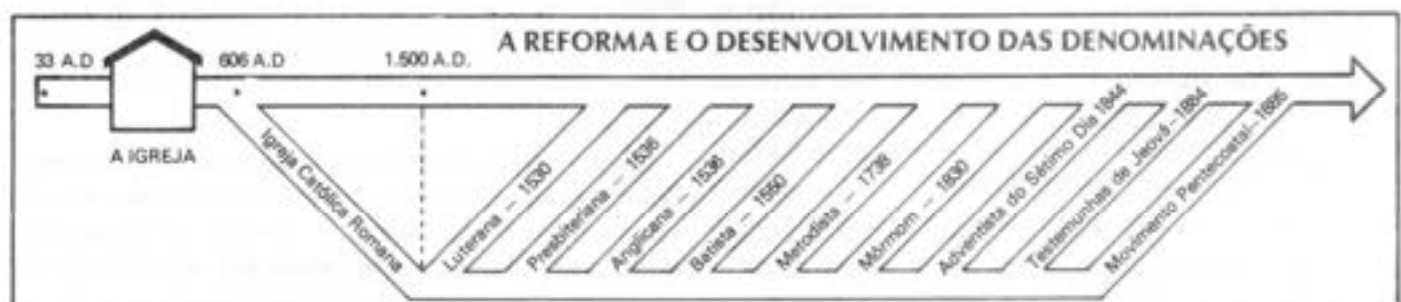 A REFORMA E O DESENVOLVIMENTO DAS DENOMINAÇÕES
33 A.D
606 A.D
1.500 A.D.
A IGREJA
Igreja Católica Romana
Luterana – 1530
Presbiteriana – 1536
Anglicana – 1536
Batista – 1550
Metodista – 1738
Mórmom – 1830
Adventista do Sétimo Dia 1844
Testemunhas de Jeová – 1884
Movimento Pentecostal – 1885